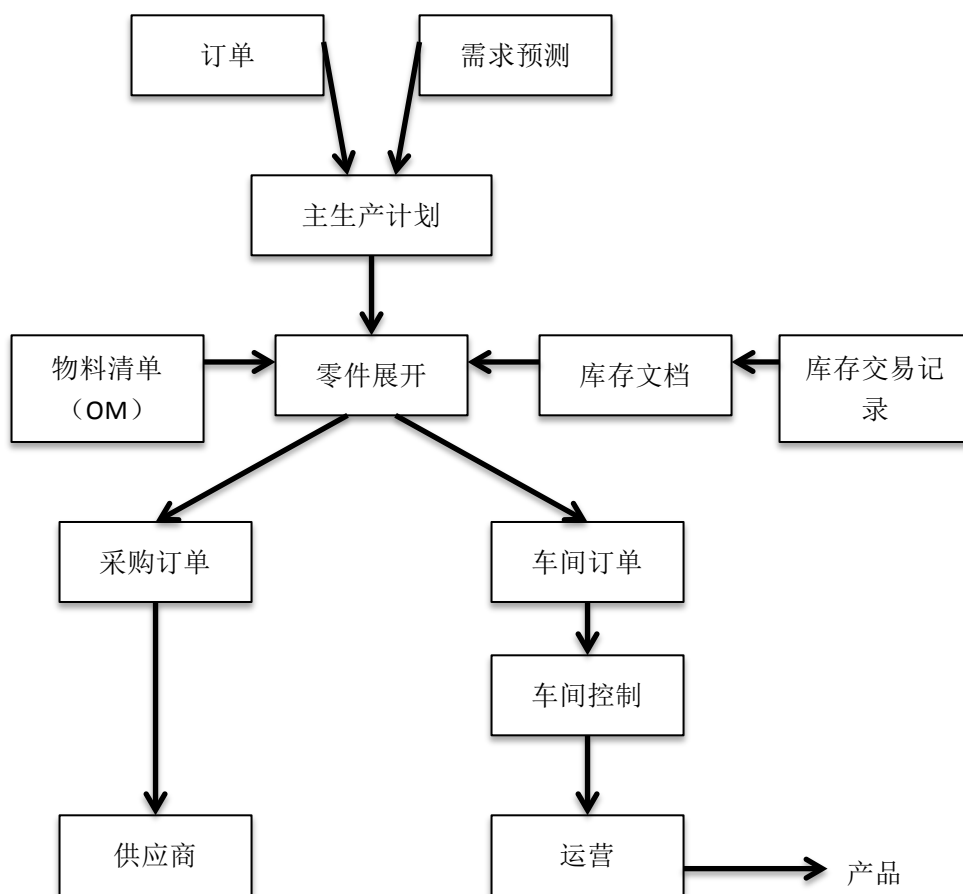 订单
需求预测
主生产计划
物料清单
（OM）
零件展开
库存文档
库存交易记
录
采购订单
车间订单
车间控制
供应商
运营
产品